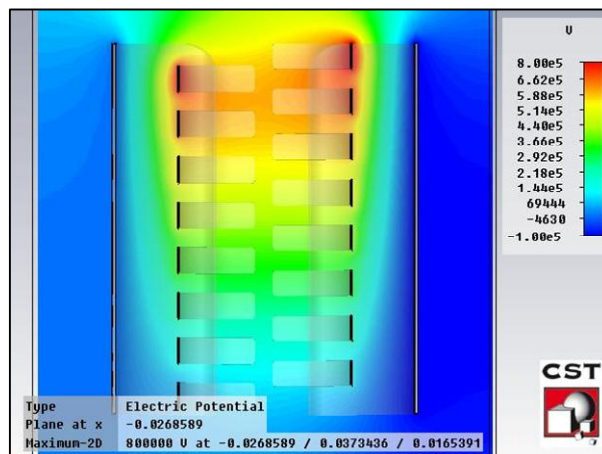 V
8.00e5
6.62e5
5.88e5
5.14e5
4.40e5
3.66e5
2.92e5
2.18e5
1.44e5
69444
-4630
-1.00e5
CST
Type Electric Potential
Plane at x -0.0268589
Maximum-2D 800000 V at -0.0268589 / 0.0373436 / 0.0165391